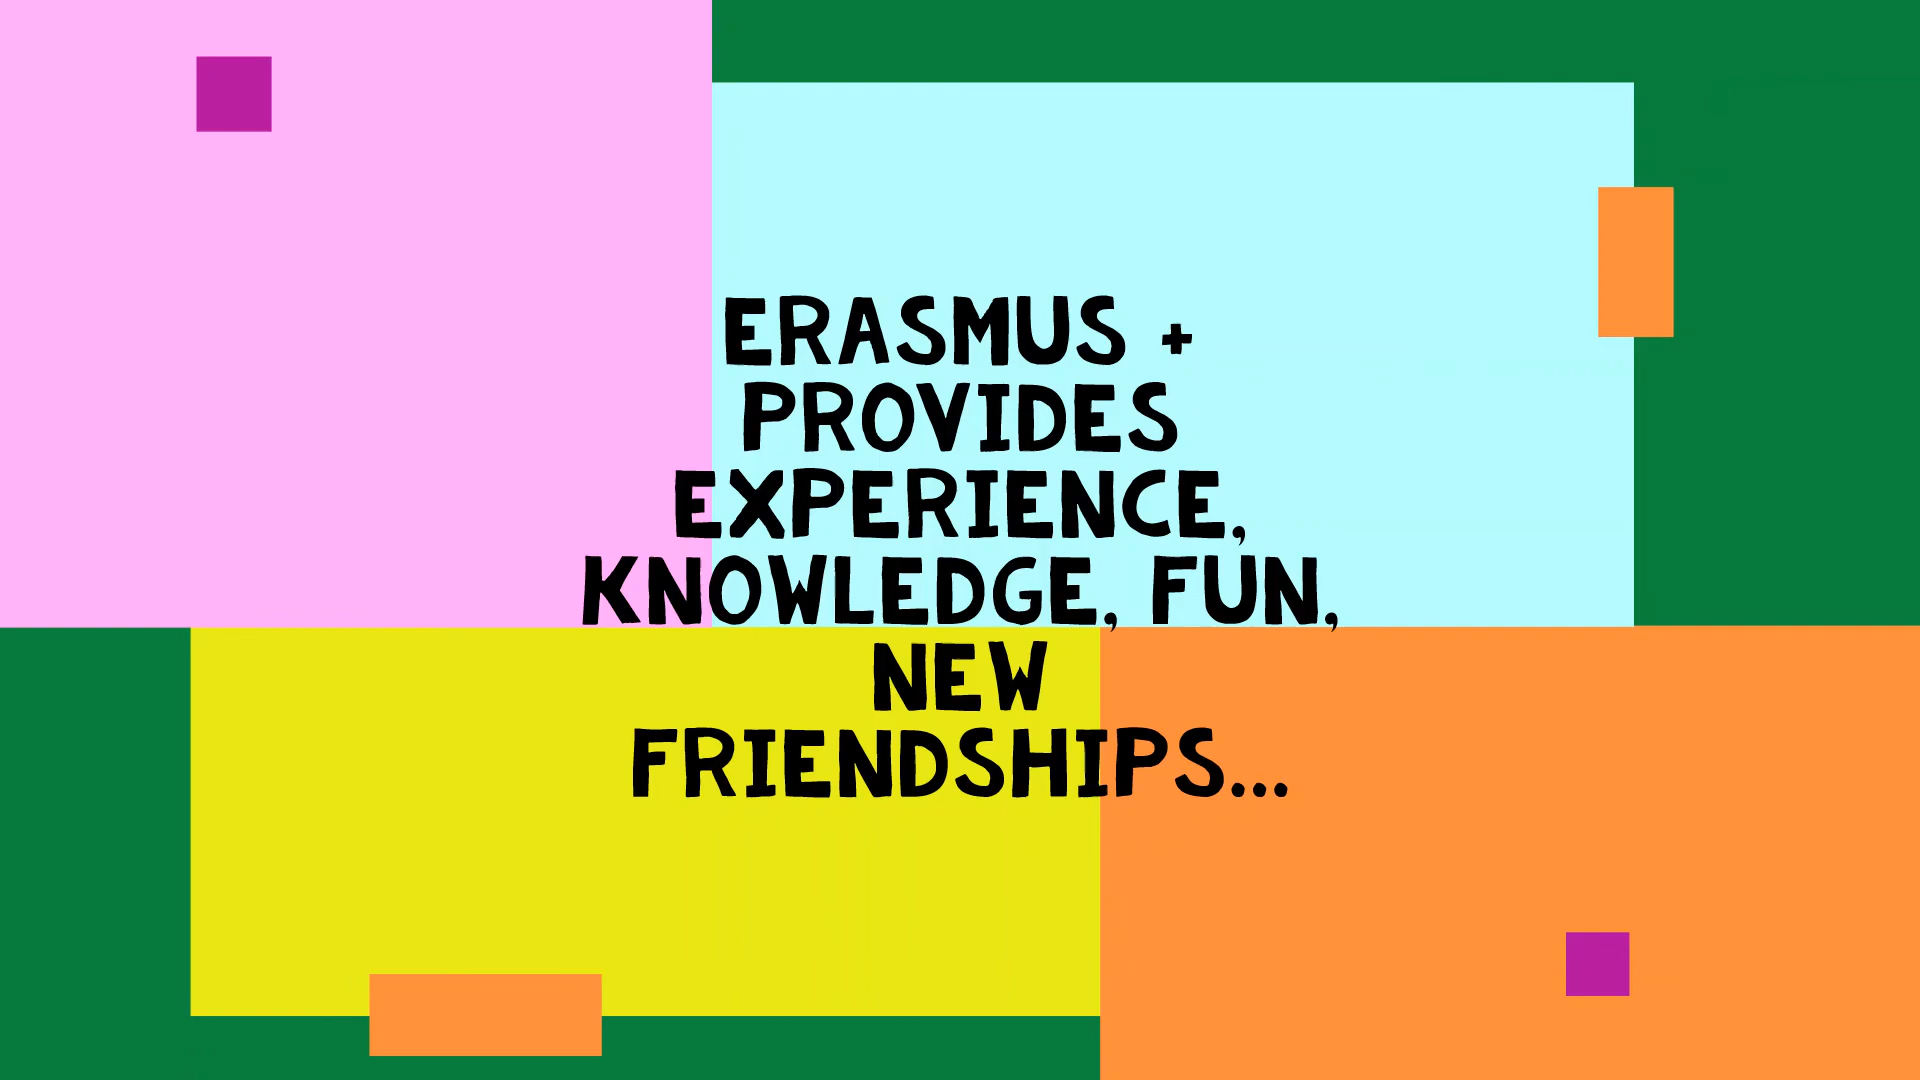 ERASMUS +
PROVIDES
EXPERIENCE,
KNOWLEDGE, FUN,
NEW
FRIENDSHIPS...